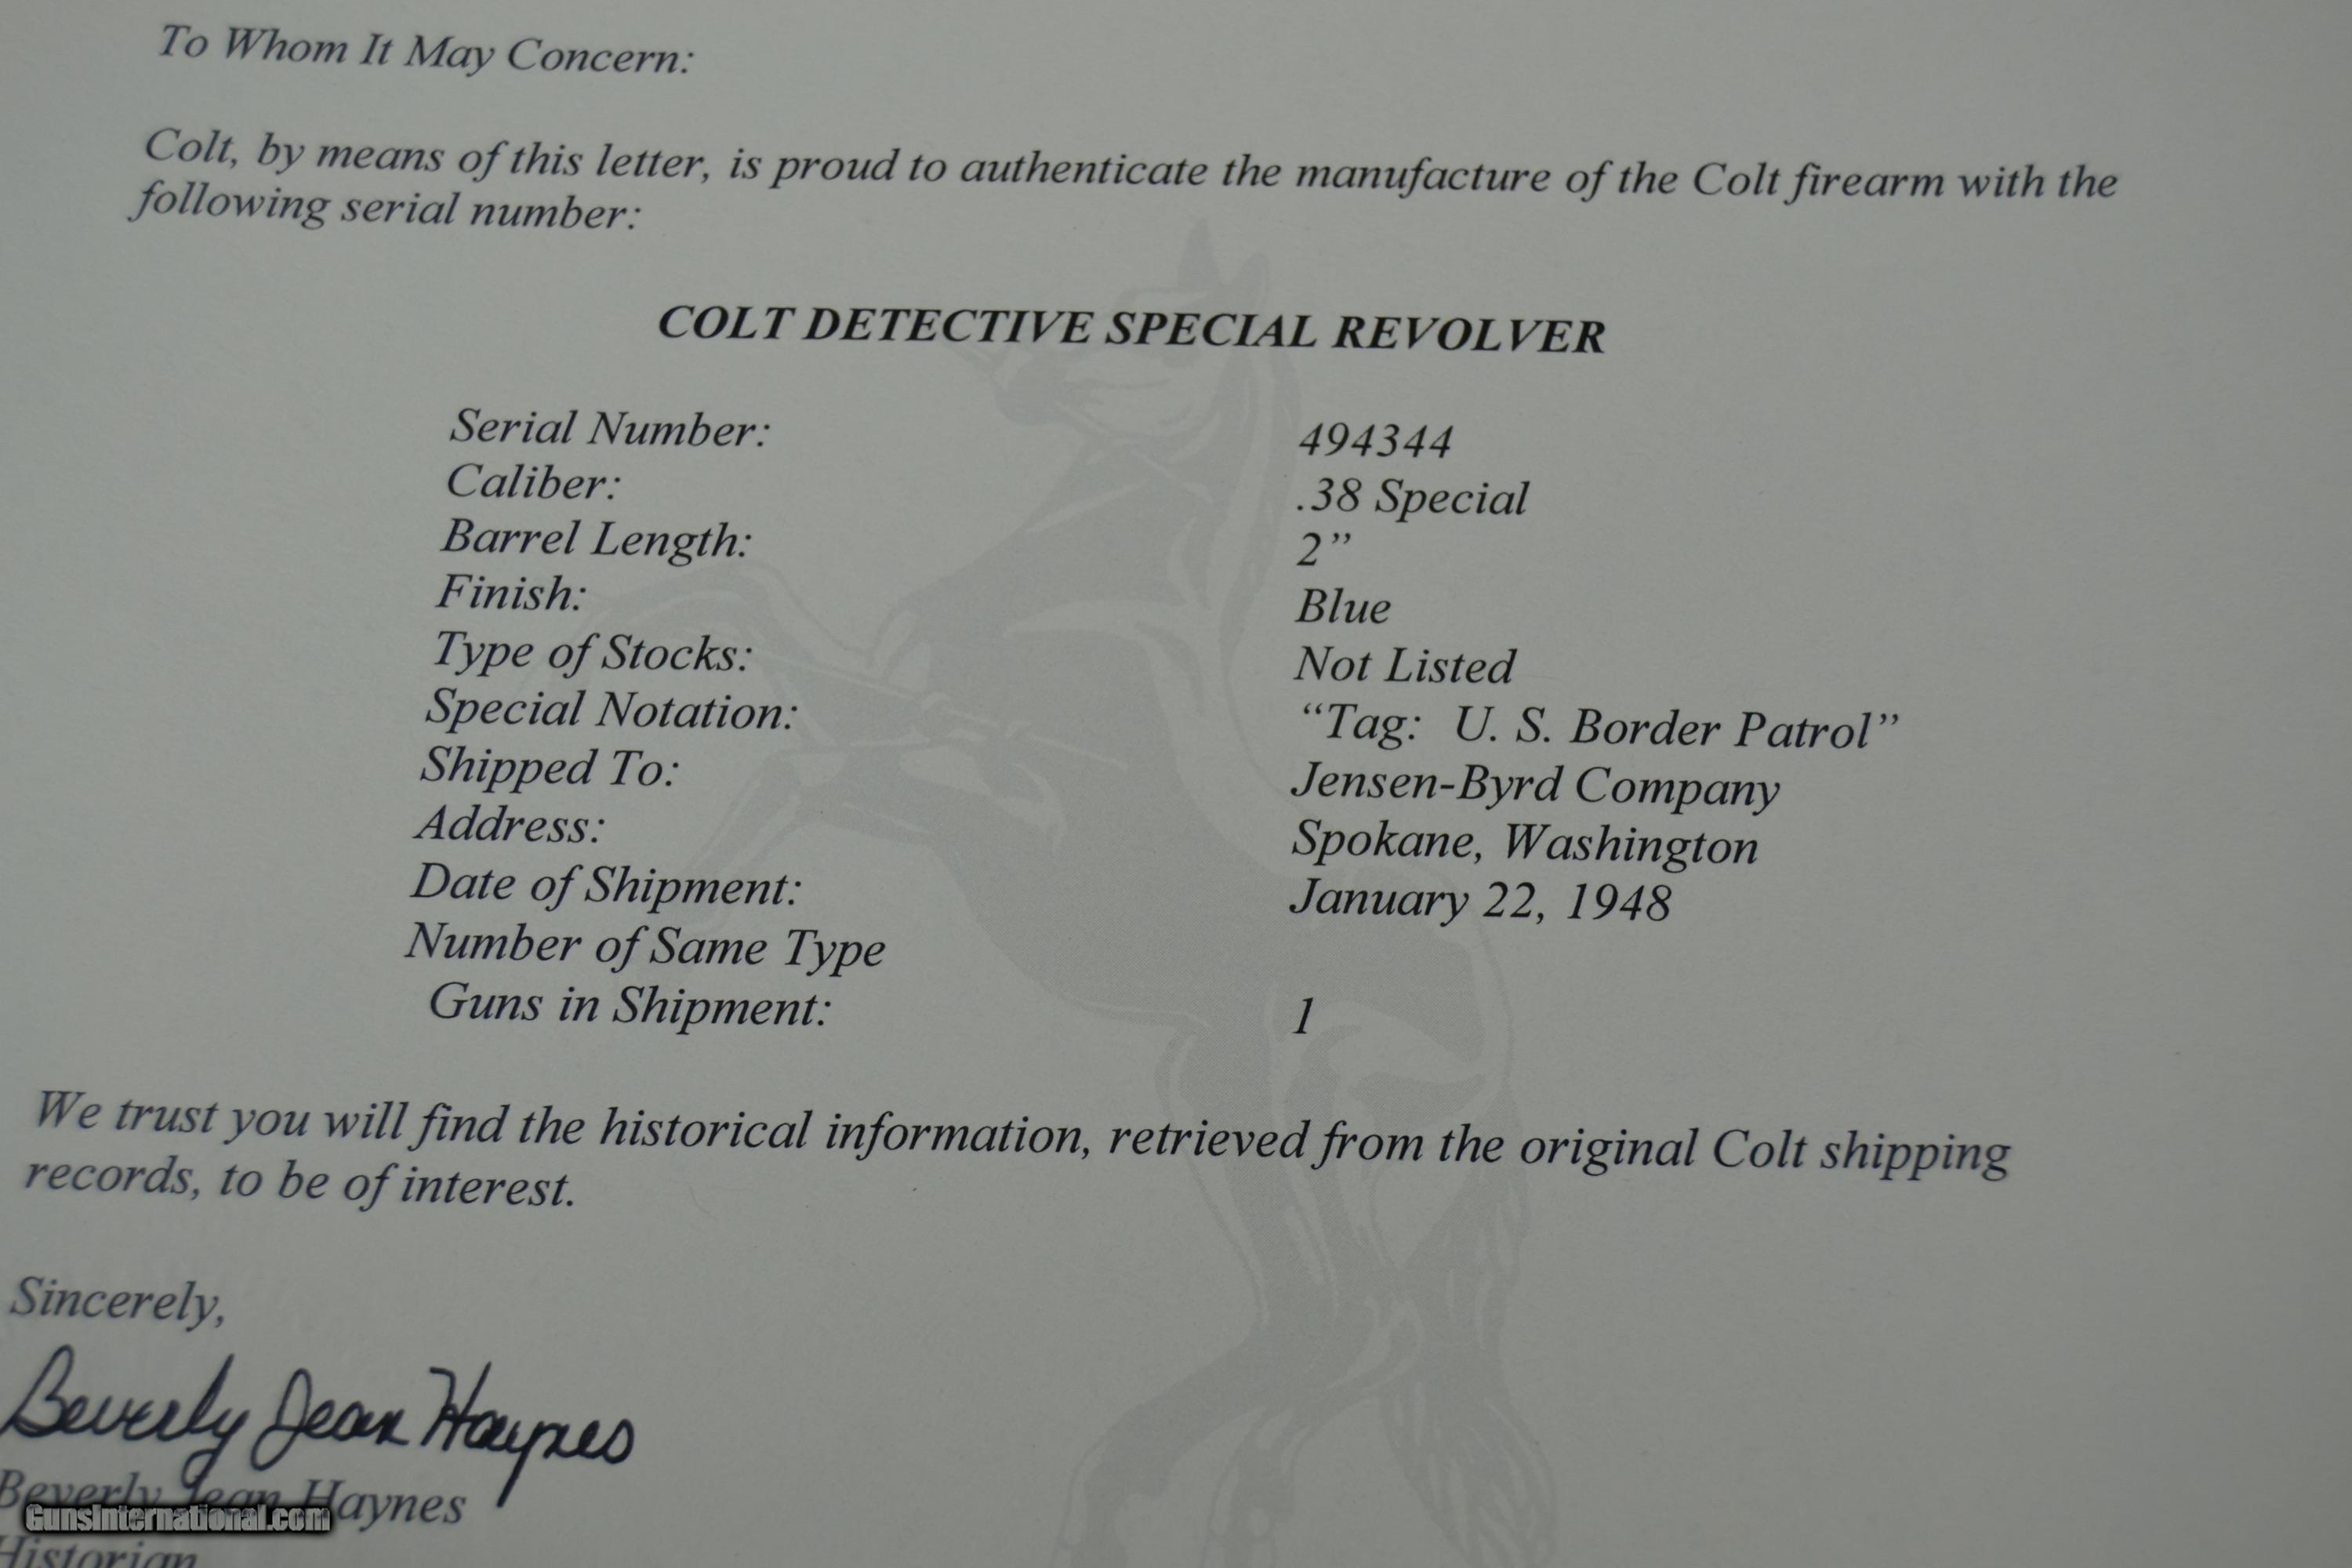 To Whom It May Concern:
Colt, by means of this letter, is proud to authenticate the manufacture of the Colt firearm with the
following serial number:
COLT DETECTIVE SPECIAL REVOLVER
Serial Number: 494344
Caliber: .38 Special
Barrel Length: 2”
Finish: Blue
Type of Stocks: Not Listed
Special Notation: “Tag: U. S. Border Patrol”
Shipped To: Jensen-Byrd Company
Address: Spokane, Washington
Date of Shipment: January 22, 1948
Number of Same Type
Guns in Shipment: 1
We trust you will find the historical information, retrieved from the original Colt shipping
records, to be of interest.
Sincerely,
Beverly Jean Haynes
Beverly Jean Haynes
GunsInternational.com
Historian